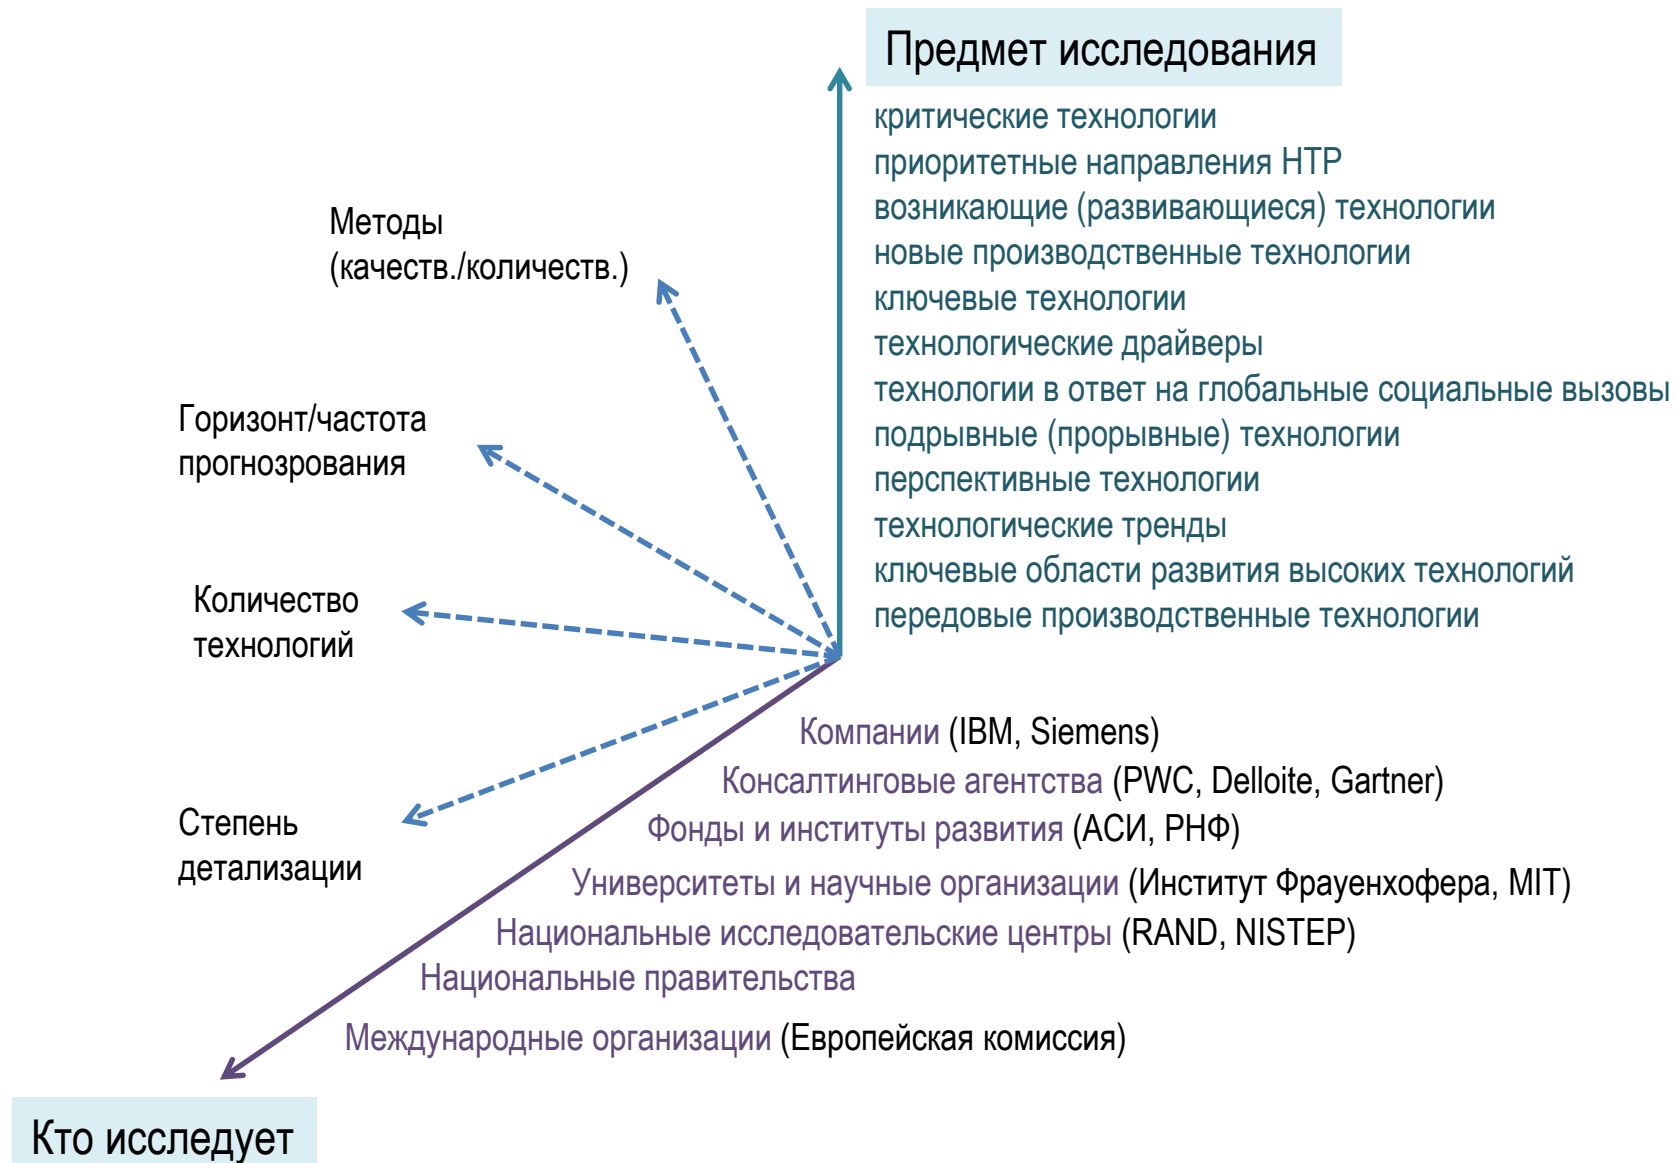 Предмет исследования
критические технологии
приоритетные направления НТР
возникающие (развивающиеся) технологии
новые производственные технологии
ключевые технологии
технологические драйверы
технологии в ответ на глобальные социальные вызовы
подрывные (прорывные) технологии
перспективные технологии
технологические тренды
ключевые области развития высоких технологий
передовые производственные технологии
Методы
(качеств./количеств.)
Горизонт/частота
прогнозрования
Количество
технологий
Степень
детализации
Компании (IBM, Siemens)
Консалтинговые агентства (PWC, Delloite, Gartner)
Фонды и институты развития (АСИ, РНФ)
Университеты и научные организации (Институт Фрауенхофера, MIT)
Национальные исследовательские центры (RAND, NISTEP)
Национальные правительства
Международные организации (Европейская комиссия)
Кто исследует